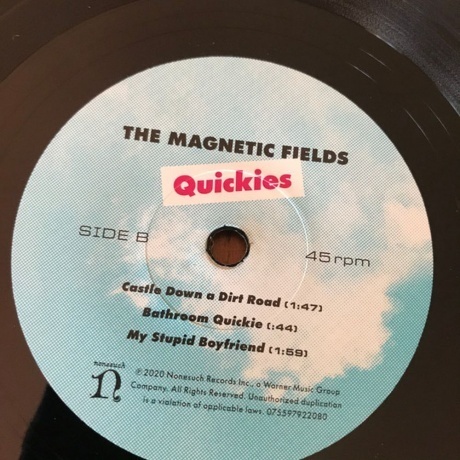 THE MAGNETIC FIELDS
Quickies
SIDE B
45 rpm
Castle Down a Dirt Road (1:47)
Bathroom Quickie (:44)
My Stupid Boyfriend (1:59)
nonesuch
n
℗ 2020 Nonesuch Records Inc., a Warner Music Group
Company. All Rights Reserved. Unauthorized duplication
is a violation of applicable laws. 075597922080